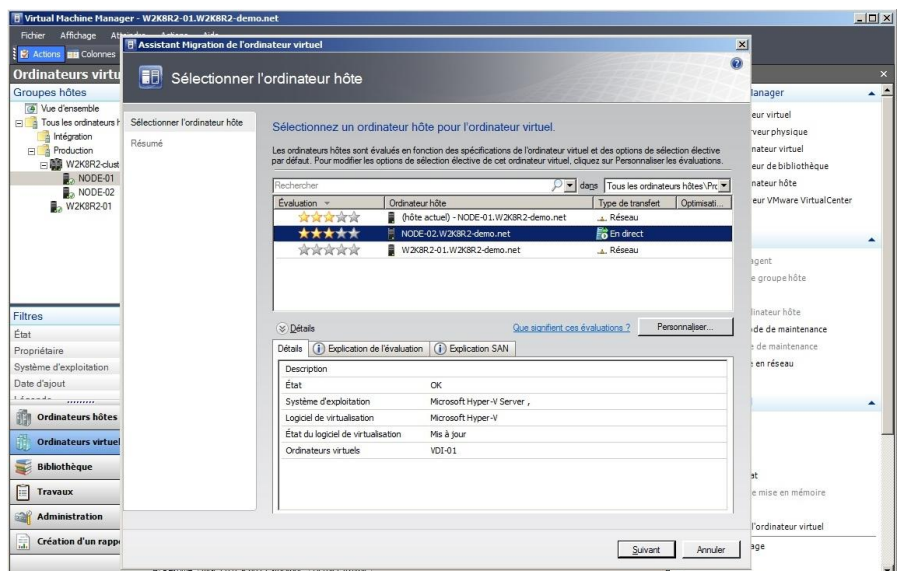 Virtual Machine Manager - W2K8R2-01.W2K8R2-demo.net
Fichier Affichage
Actions Colonnes
Ordinateurs virtu
Groupes hôtes
Vue d'ensemble
Tous les ordinateurs h
Intégration
Production
W2K8R2-clust
NODE-01
NODE-02
W2K8R2-01
Filtres
État
Propriétaire
Système d'exploitation
Date d'ajout
Ordinateurs hôtes
Ordinateurs virtuel
Bibliothèque
Travaux
Administration
Création d'un rappo
Assistant Migration de l'ordinateur virtuel
Sélectionner l'ordinateur hôte
Sélectionner l'ordinateur hôte
Résumé
Sélectionnez un ordinateur hôte pour l'ordinateur virtuel.
Les ordinateurs hôtes sont évalués en fonction des spécifications de l'ordinateur virtuel et des options de sélection élective
par défaut. Pour modifier les options de sélection élective de cet ordinateur virtuel, cliquez sur Personnaliser les évaluations.
Rechercher dans Tous les ordinateurs hôtes\Prc
Évaluation Ordinateur hôte Type de transfert Optimisati...
(hôte actuel) - NODE-01.W2K8R2-demo.net Réseau
NODE-02.W2K8R2-demo.net En direct
W2K8R2-01.W2K8R2-demo.net Réseau
Détails Que signifient ces évaluations ? Personnaliser...
Détails Explication de l'évaluation Explication SAN
Description
État OK
Système d'exploitation Microsoft Hyper-V Server ,
Logiciel de virtualisation Microsoft Hyper-V
État du logiciel de virtualisation Mis à jour
Ordinateurs virtuels VDI-01
Suivant Annuler
lanager
eur virtuel
veur physique
nateur virtuel
eur de bibliothèque
nateur hôte
eur VMware VirtualCenter
agent
e groupe hôte
linateur hôte
de de maintenance
e de maintenance
e en réseau
at
e mise en mémoire
l'ordinateur virtuel
age